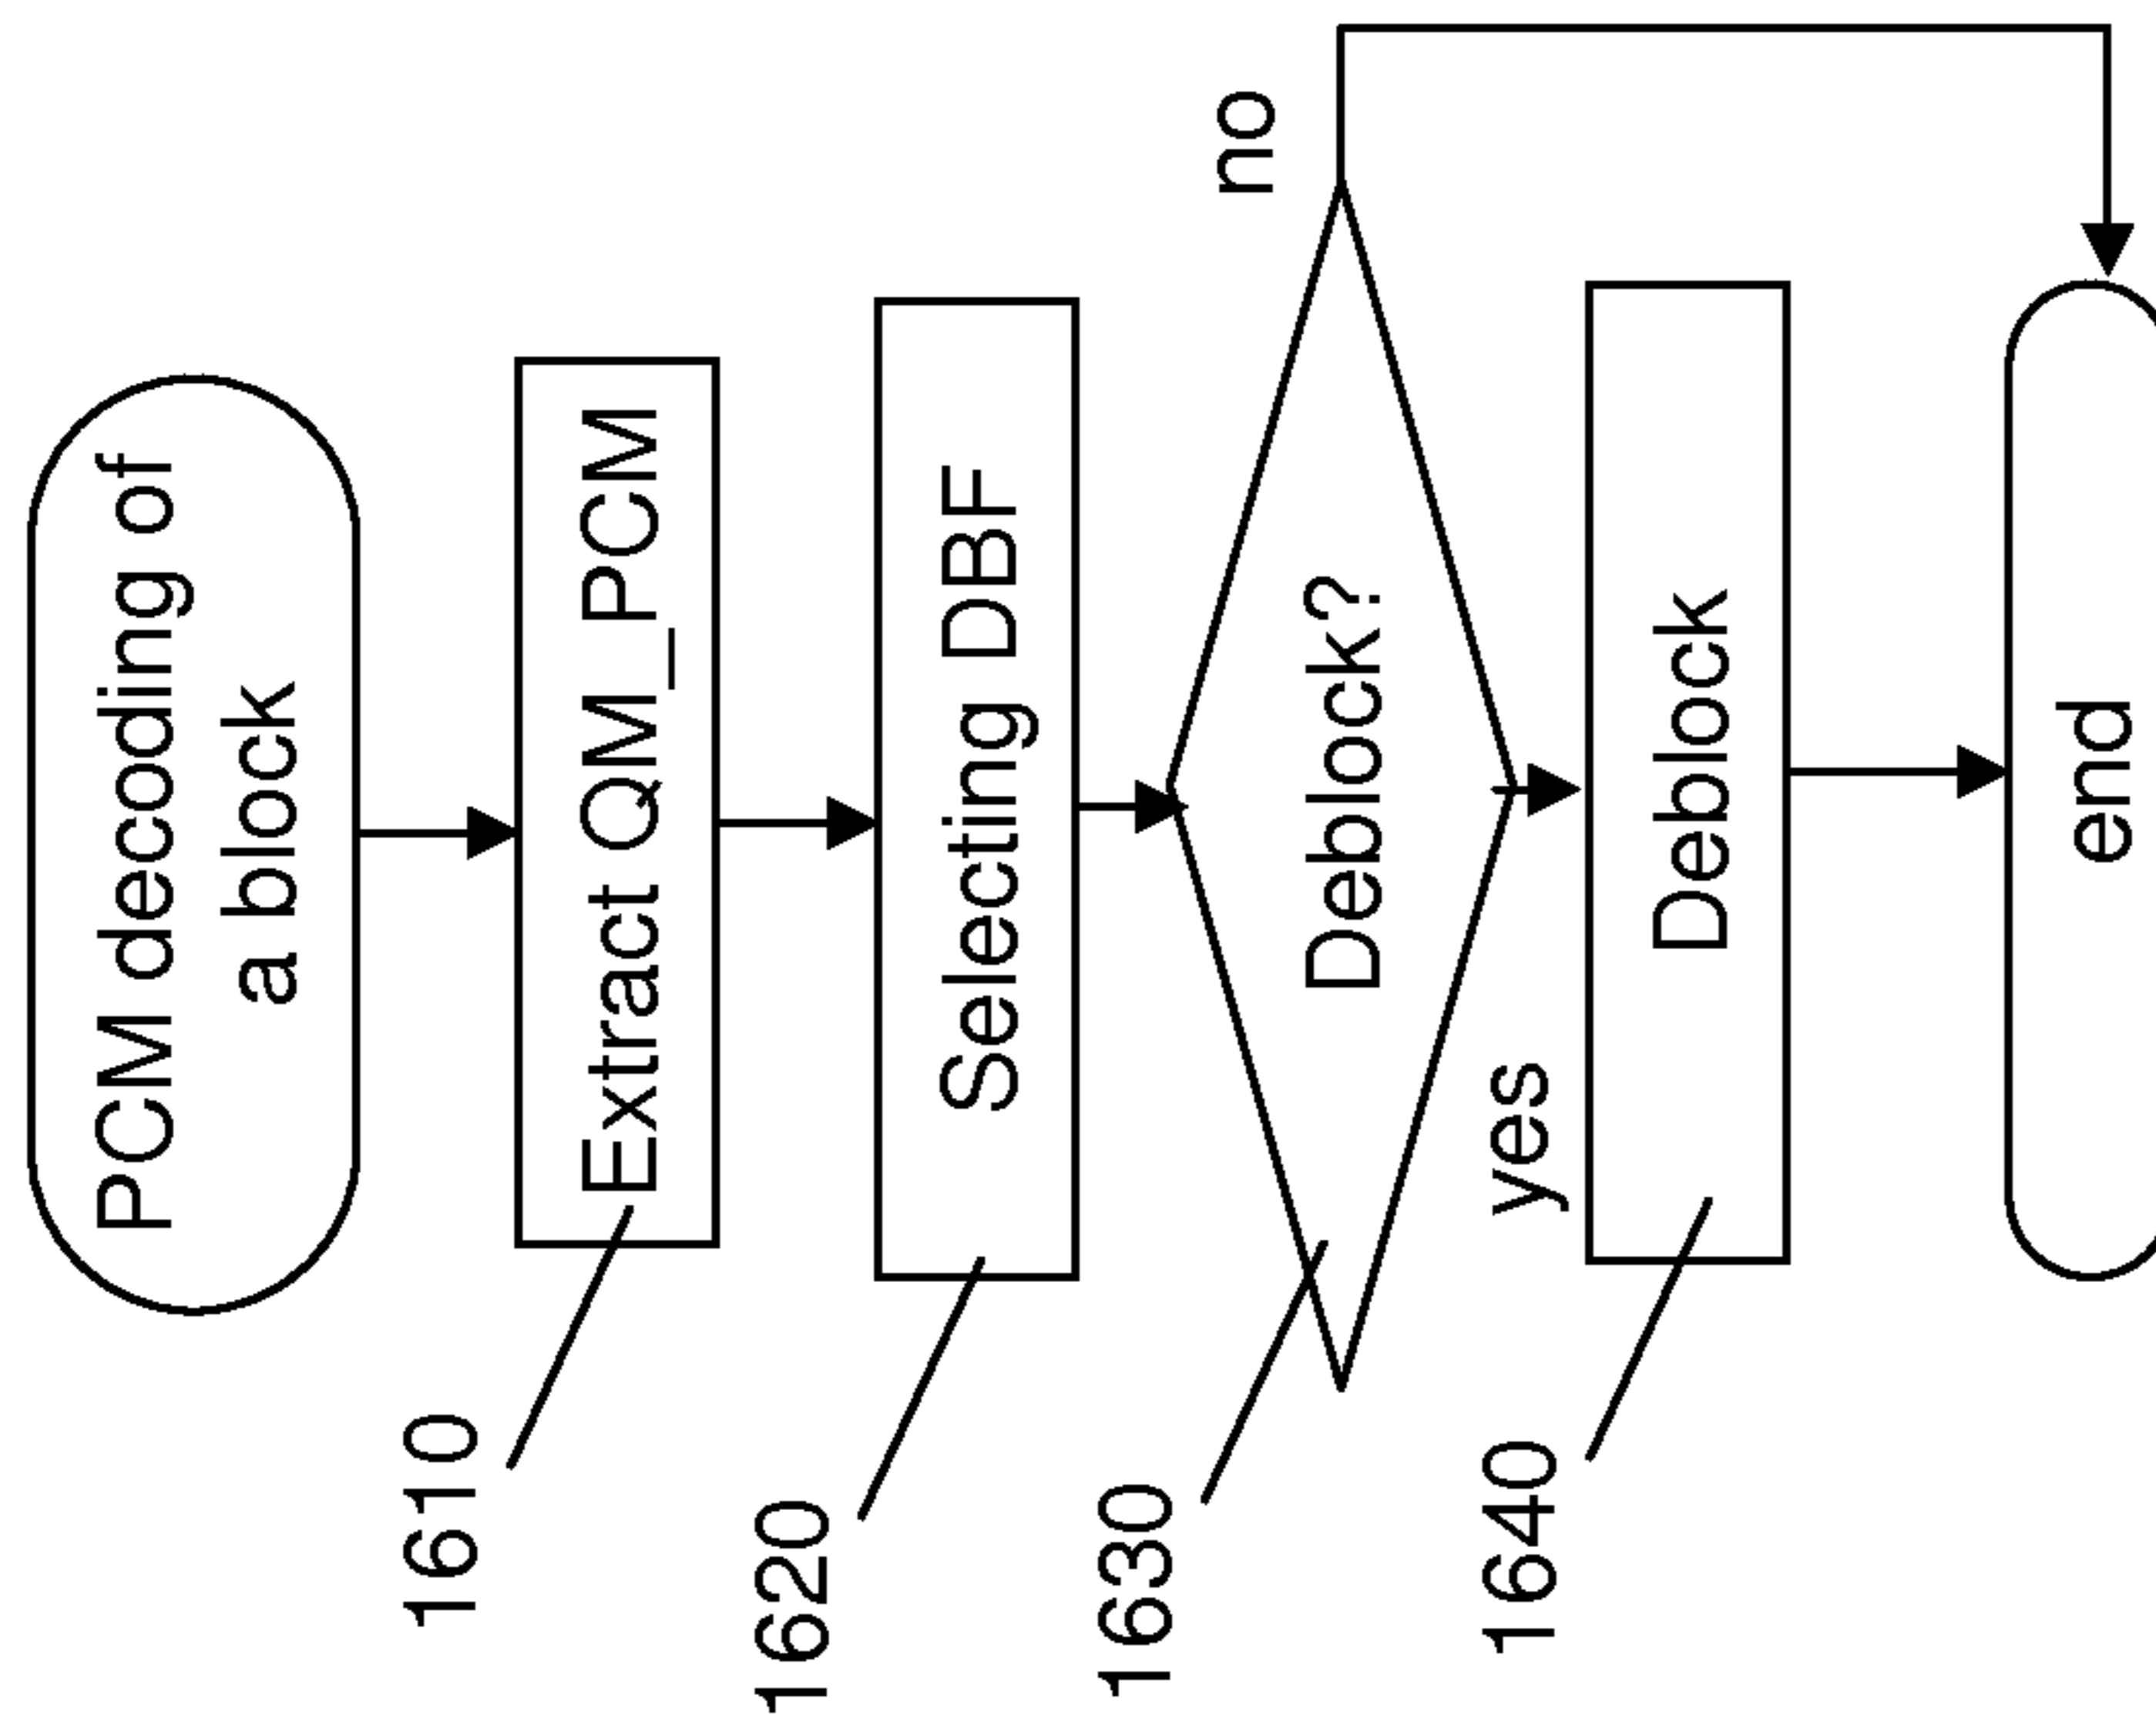 PCM decoding of
a block
1610
Extract QM_PCM
1620
Selecting DBF
1630
Deblock?
no
yes
1640
Deblock
end